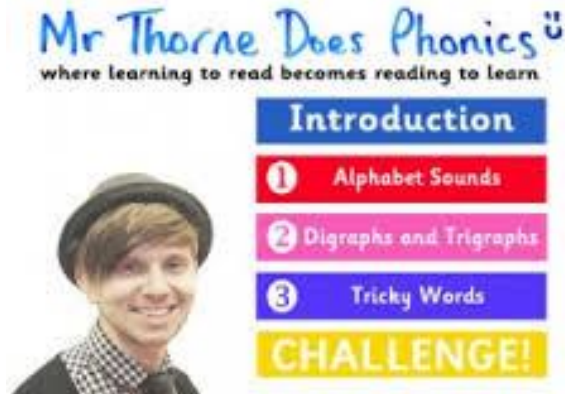 Mr Thorne Does Phonics
where learning to read becomes reading to learn
Introduction
1 Alphabet Sounds
2 Digraphs and Trigraphs
3 Tricky Words
CHALLENGE!